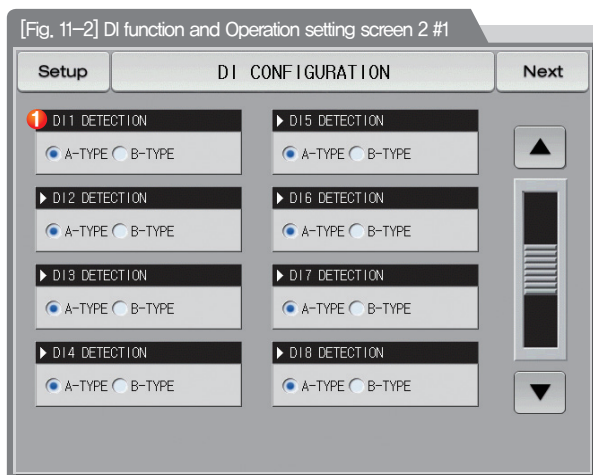 [Fig. 11-2] DI function and Operation setting screen 2 #1
Setup
DI CONFIGURATION
Next
1 DI1 DETECTION
DI5 DETECTION
A-TYPE B-TYPE
A-TYPE B-TYPE
DI2 DETECTION
DI6 DETECTION
A-TYPE B-TYPE
A-TYPE B-TYPE
DI3 DETECTION
DI7 DETECTION
A-TYPE B-TYPE
A-TYPE B-TYPE
DI4 DETECTION
DI8 DETECTION
A-TYPE B-TYPE
A-TYPE B-TYPE